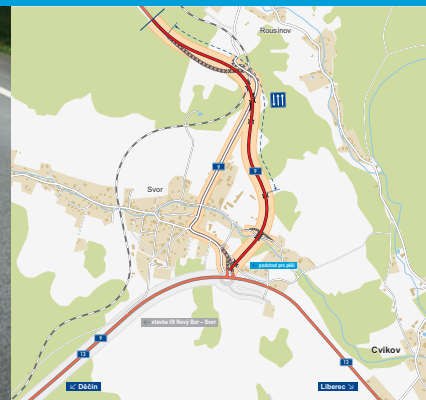 Rousínov
9
9
Svor
podchod pro pěší
stavba I/9 Nový Bor – Svor
9
13
13
Cvikov
Děčín
Liberec